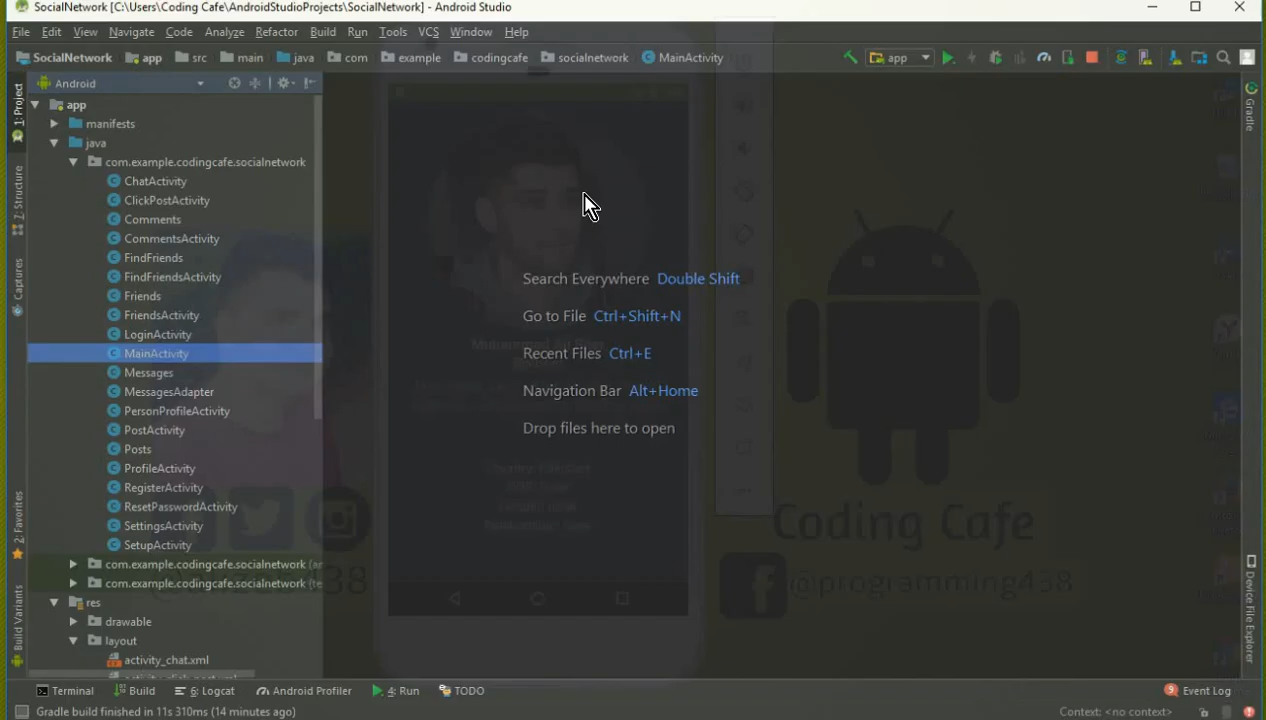 SocialNetwork [C:\Users\Coding Cafe\AndroidStudioProjects\SocialNetwork] - Android Studio
File Edit View Navigate Code Analyze Refactor Build Run Tools VCS Window Help
SocialNetwork app src main java com example codingcafe socialnetwork MainActivity app
Android
1: Project
Z: Structure
Captures
2: Favorites
Build Variants
app
manifests
java
com.example.codingcafe.socialnetwork
ChatActivity
ClickPostActivity
Comments
CommentsActivity
FindFriends
FindFriendsActivity
Friends
FriendsActivity
LoginActivity
MainActivity
Messages
MessagesAdapter
PersonProfileActivity
PostActivity
Posts
ProfileActivity
RegisterActivity
ResetPasswordActivity
SettingsActivity
SetupActivity
com.example.codingcafe.socialnetwork (
com.example.codingcafe.socialnetwork (te
res
drawable
layout
activity_chat.xml
Search Everywhere Double Shift
Go to File Ctrl+Shift+N
Recent Files Ctrl+E
Navigation Bar Alt+Home
Drop files here to open
Coding Cafe
@programming438
Gradle
Device File Explorer
Terminal Build 6: Logcat Android Profiler 4: Run TODO 9 Event Log
Gradle build finished in 11s 310ms (14 minutes ago) Context: <no context>